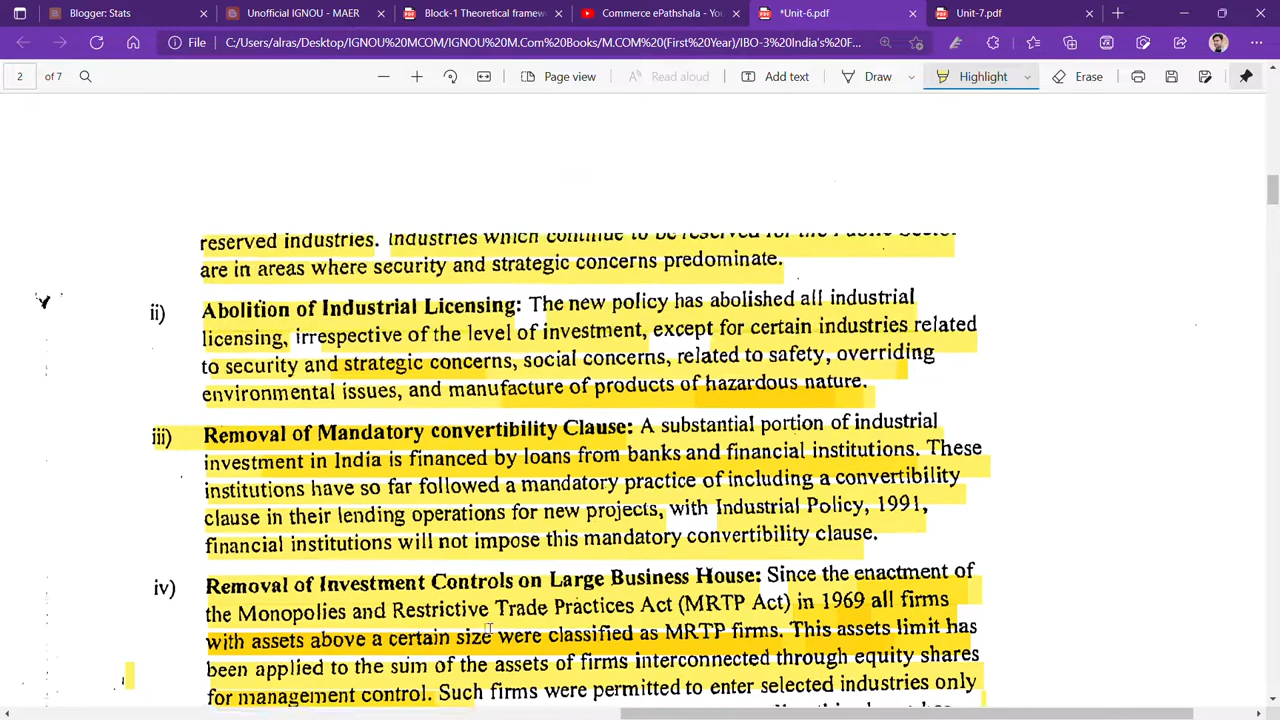 Blogger: Stats
Unofficial IGNOU - MAER
Block-1 Theoretical framew
Commerce ePathshala - You
*Unit-6.pdf
Unit-7.pdf
File
C:/Users/alras/Desktop/IGNOU%20MCOM/IGNOU%20M.Com%20Books/M.COM%20(First%20Year)/IBO-3%20India's%20F...
2 of 7
Page view
Read aloud
Add text
Draw
Highlight
Erase
reserved industries. Industries which continue to be reserved for the Public Sector
are in areas where security and strategic concerns predominate.
ii) Abolition of Industrial Licensing: The new policy has abolished all industrial
licensing, irrespective of the level of investment, except for certain industries related
to security and strategic concerns, social concerns, related to safety, overriding
environmental issues, and manufacture of products of hazardous nature.
iii) Removal of Mandatory convertibility Clause: A substantial portion of industrial
investment in India is financed by loans from banks and financial institutions. These
institutions have so far followed a mandatory practice of including a convertibility
clause in their lending operations for new projects, with Industrial Policy, 1991,
financial institutions will not impose this mandatory convertibility clause.
iv) Removal of Investment Controls on Large Business House: Since the enactment of
the Monopolies and Restrictive Trade Practices Act (MRTP Act) in 1969 all firms
with assets above a certain size were classified as MRTP firms. This assets limit has
been applied to the sum of the assets of firms interconnected through equity shares
for management control. Such firms were permitted to enter selected industries only